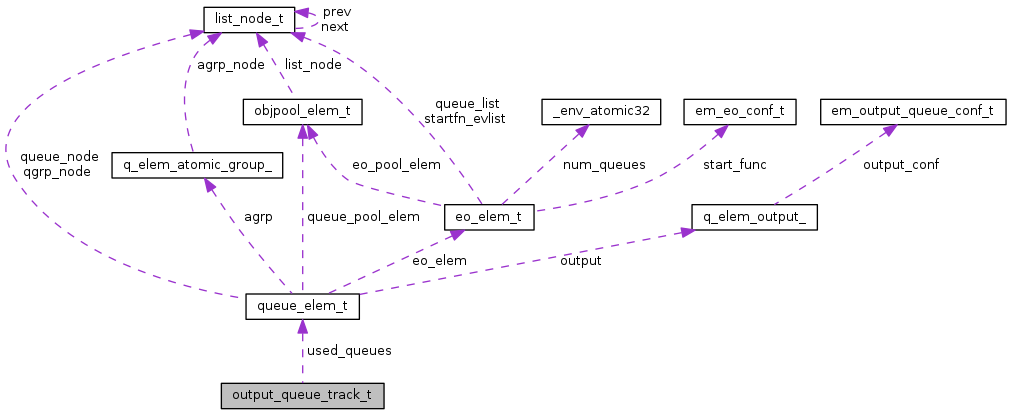 list_node_t
prev
next
agrp_node
list_node
queue_list
startfn_evlist
objpool_elem_t
_env_atomic32
em_eo_conf_t
em_output_queue_conf_t
queue_node
qgrp_node
q_elem_atomic_group_
eo_pool_elem
num_queues
start_func
output_conf
agrp
queue_pool_elem
eo_elem_t
q_elem_output_
eo_elem
output
queue_elem_t
used_queues
output_queue_track_t